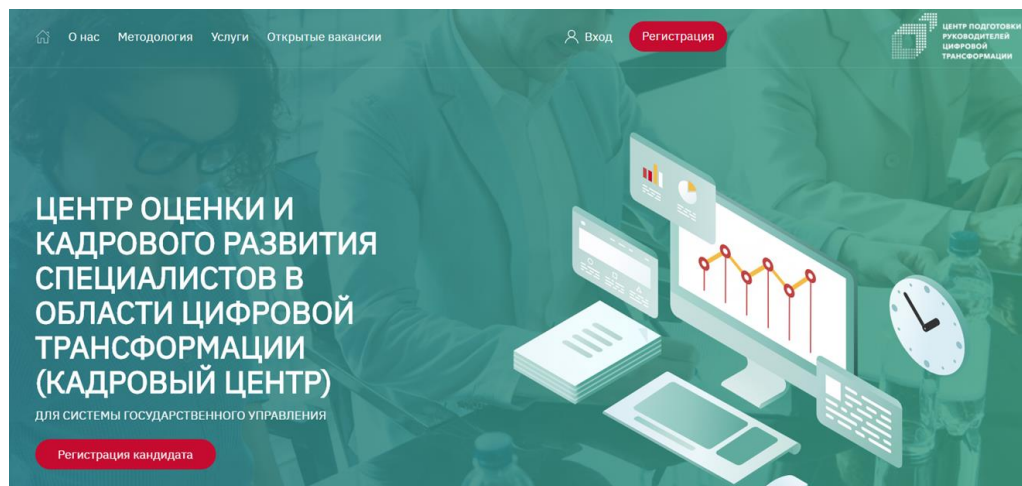 О нас Методология Услуги Открытые вакансии Вход Регистрация
ЦЕНТР ПОДГОТОВКИ
РУКОВОДИТЕЛЕЙ
ЦИФРОВОЙ
ТРАНСФОРМАЦИИ
ЦЕНТР ОЦЕНКИ И
КАДРОВОГО РАЗВИТИЯ
СПЕЦИАЛИСТОВ В
ОБЛАСТИ ЦИФРОВОЙ
ТРАНСФОРМАЦИИ
(КАДРОВЫЙ ЦЕНТР)
ДЛЯ СИСТЕМЫ ГОСУДАРСТВЕННОГО УПРАВЛЕНИЯ
Регистрация кандидата